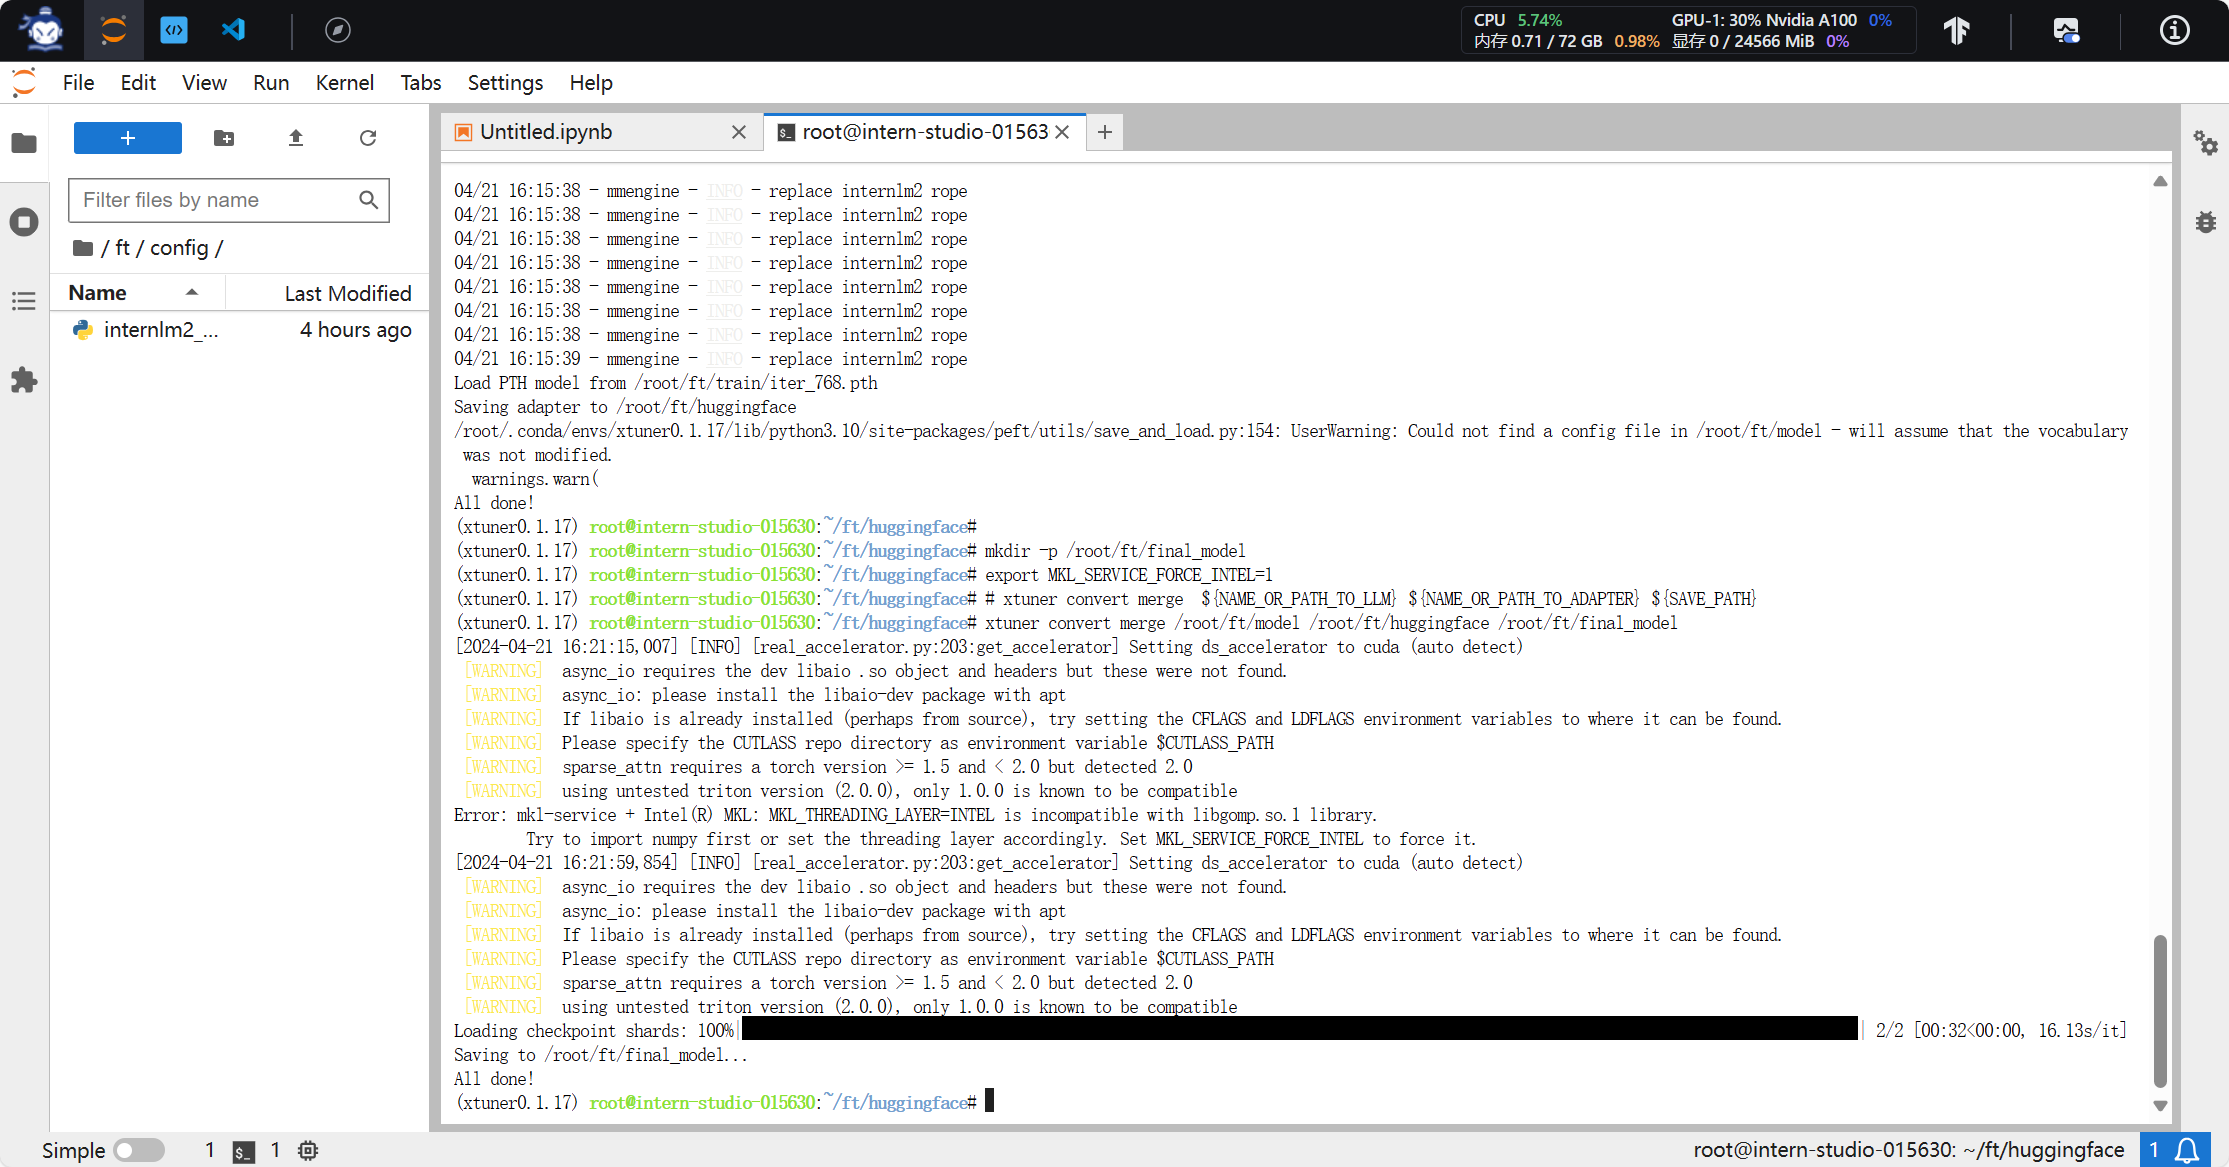 CPU 5.74% GPU-1: 30% Nvidia A100 0%
内存 0.71 / 72 GB 0.98% 显存 0 / 24566 MiB 0%
File Edit View Run Kernel Tabs Settings Help
+
Filter files by name
/ ft / config /
Name Last Modified
internlm2_... 4 hours ago
Untitled.ipynb
root@intern-studio-01563
04/21 16:15:38 - mmengine - INFO - replace internlm2 rope
04/21 16:15:38 - mmengine - INFO - replace internlm2 rope
04/21 16:15:38 - mmengine - INFO - replace internlm2 rope
04/21 16:15:38 - mmengine - INFO - replace internlm2 rope
04/21 16:15:38 - mmengine - INFO - replace internlm2 rope
04/21 16:15:38 - mmengine - INFO - replace internlm2 rope
04/21 16:15:38 - mmengine - INFO - replace internlm2 rope
04/21 16:15:39 - mmengine - INFO - replace internlm2 rope
Load PTH model from /root/ft/train/iter_768.pth
Saving adapter to /root/ft/huggingface
/root/.conda/envs/xtuner0.1.17/lib/python3.10/site-packages/peft/utils/save_and_load.py:154: UserWarning: Could not find a config file in /root/ft/model - will assume that the vocabulary
was not modified.
warnings.warn(
All done!
(xtuner0.1.17) root@intern-studio-015630:~/ft/huggingface#
(xtuner0.1.17) root@intern-studio-015630:~/ft/huggingface# mkdir -p /root/ft/final_model
(xtuner0.1.17) root@intern-studio-015630:~/ft/huggingface# export MKL_SERVICE_FORCE_INTEL=1
(xtuner0.1.17) root@intern-studio-015630:~/ft/huggingface# # xtuner convert merge  ${NAME_OR_PATH_TO_LLM} ${NAME_OR_PATH_TO_ADAPTER} ${SAVE_PATH}
(xtuner0.1.17) root@intern-studio-015630:~/ft/huggingface# xtuner convert merge /root/ft/model /root/ft/huggingface /root/ft/final_model
[2024-04-21 16:21:15,007] [INFO] [real_accelerator.py:203:get_accelerator] Setting ds_accelerator to cuda (auto detect)
[WARNING]  async_io requires the dev libaio .so object and headers but these were not found.
[WARNING]  async_io: please install the libaio-dev package with apt
[WARNING]  If libaio is already installed (perhaps from source), try setting the CFLAGS and LDFLAGS environment variables to where it can be found.
[WARNING]  Please specify the CUTLASS repo directory as environment variable $CUTLASS_PATH
[WARNING]  sparse_attn requires a torch version >= 1.5 and < 2.0 but detected 2.0
[WARNING]  using untested triton version (2.0.0), only 1.0.0 is known to be compatible
Error: mkl-service + Intel(R) MKL: MKL_THREADING_LAYER=INTEL is incompatible with libgomp.so.1 library.
Try to import numpy first or set the threading layer accordingly. Set MKL_SERVICE_FORCE_INTEL to force it.
[2024-04-21 16:21:59,854] [INFO] [real_accelerator.py:203:get_accelerator] Setting ds_accelerator to cuda (auto detect)
[WARNING]  async_io requires the dev libaio .so object and headers but these were not found.
[WARNING]  async_io: please install the libaio-dev package with apt
[WARNING]  If libaio is already installed (perhaps from source), try setting the CFLAGS and LDFLAGS environment variables to where it can be found.
[WARNING]  Please specify the CUTLASS repo directory as environment variable $CUTLASS_PATH
[WARNING]  sparse_attn requires a torch version >= 1.5 and < 2.0 but detected 2.0
[WARNING]  using untested triton version (2.0.0), only 1.0.0 is known to be compatible
Loading checkpoint shards: 100%| | 2/2 [00:32<00:00, 16.13s/it]
Saving to /root/ft/final_model...
All done!
(xtuner0.1.17) root@intern-studio-015630:~/ft/huggingface#
Simple 1 1 root@intern-studio-015630: ~/ft/huggingface 1